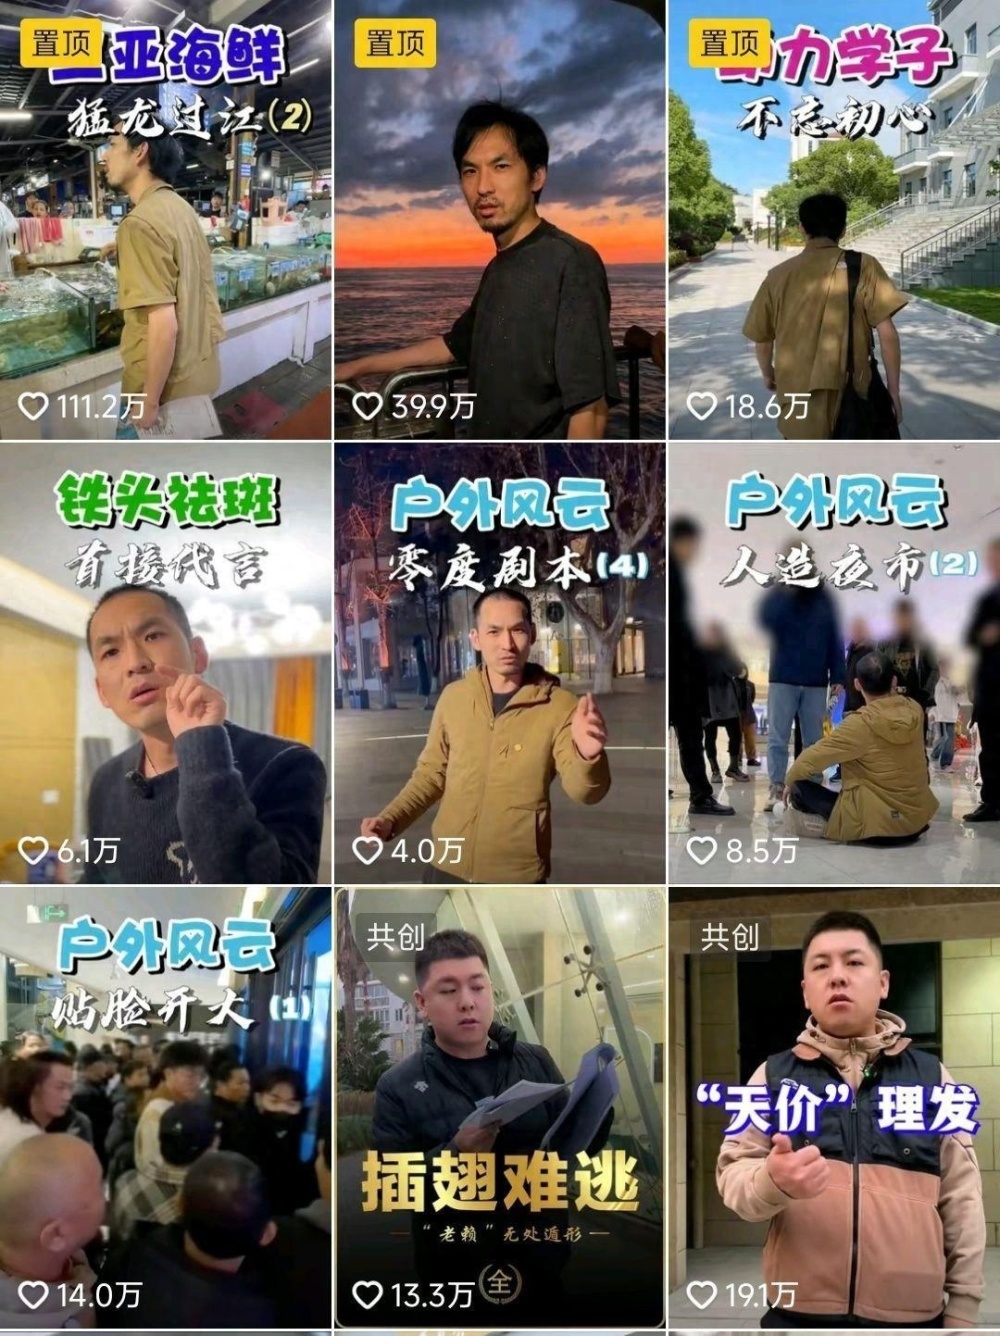 置顶
亚海鲜
猛龙过江(2)
111.2万
置顶
39.9万
置顶
力学子
不忘初心
18.6万
铁头祛斑
首接代言
6.1万
户外风云
零度剧本(4)
4.0万
户外风云
人造夜市(2)
8.5万
户外风云
贴脸开大(1)
14.0万
共创
插翅难逃
“老赖”无处遁形
全
13.3万
共创
“天价”理发
19.1万